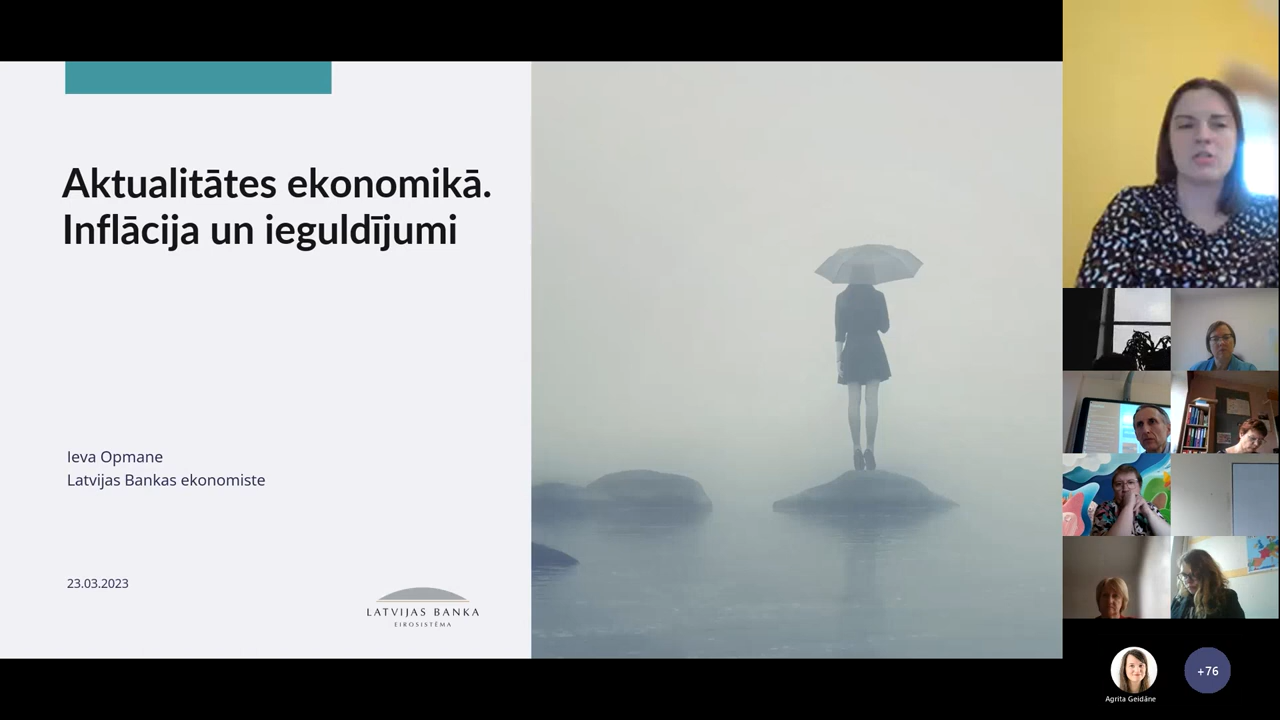 Aktualitātes ekonomikā.
Inflācija un ieguldījumi
Ieva Opmane
Latvijas Bankas ekonomiste
23.03.2023
LATVIJAS BANKA
EIROSISTĒMA
+76
Agrita Geidāne